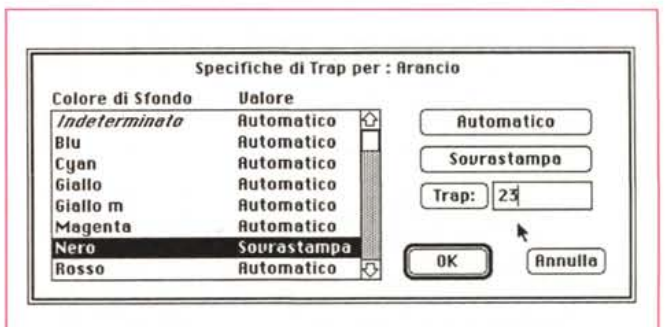 Specifiche di Trap per : Arancio
Colore di Sfondo Valore
Indeterminato Automatico
Blu Automatico
Cyan Automatico
Giallo Automatico
Giallo m Automatico
Magenta Automatico
Nero Sovrastampa
Rosso Automatico
Automatico
Sovrastampa
Trap: 23
OK Annulla